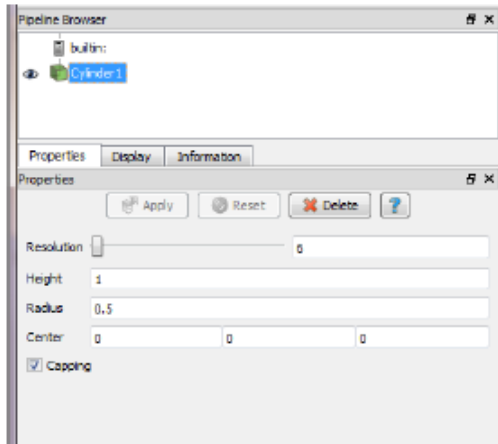 Pipeline Browser
builtin:
Cylinder1
Properties Display Information
Properties
Apply Reset Delete ?
Resolution 6
Height 1
Radius 0.5
Center 0 0 0
Capping